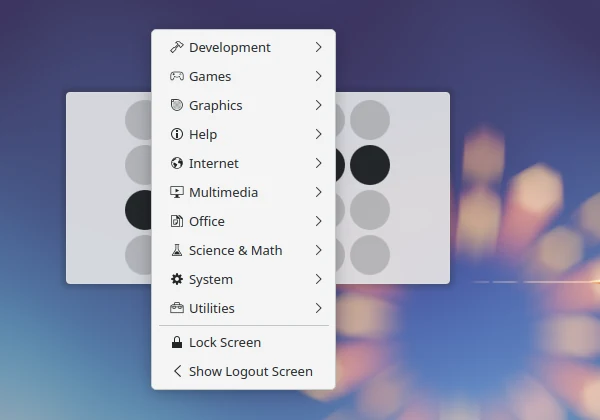 Development
Games
Graphics
Help
Internet
Multimedia
Office
Science & Math
System
Utilities
Lock Screen
Show Logout Screen